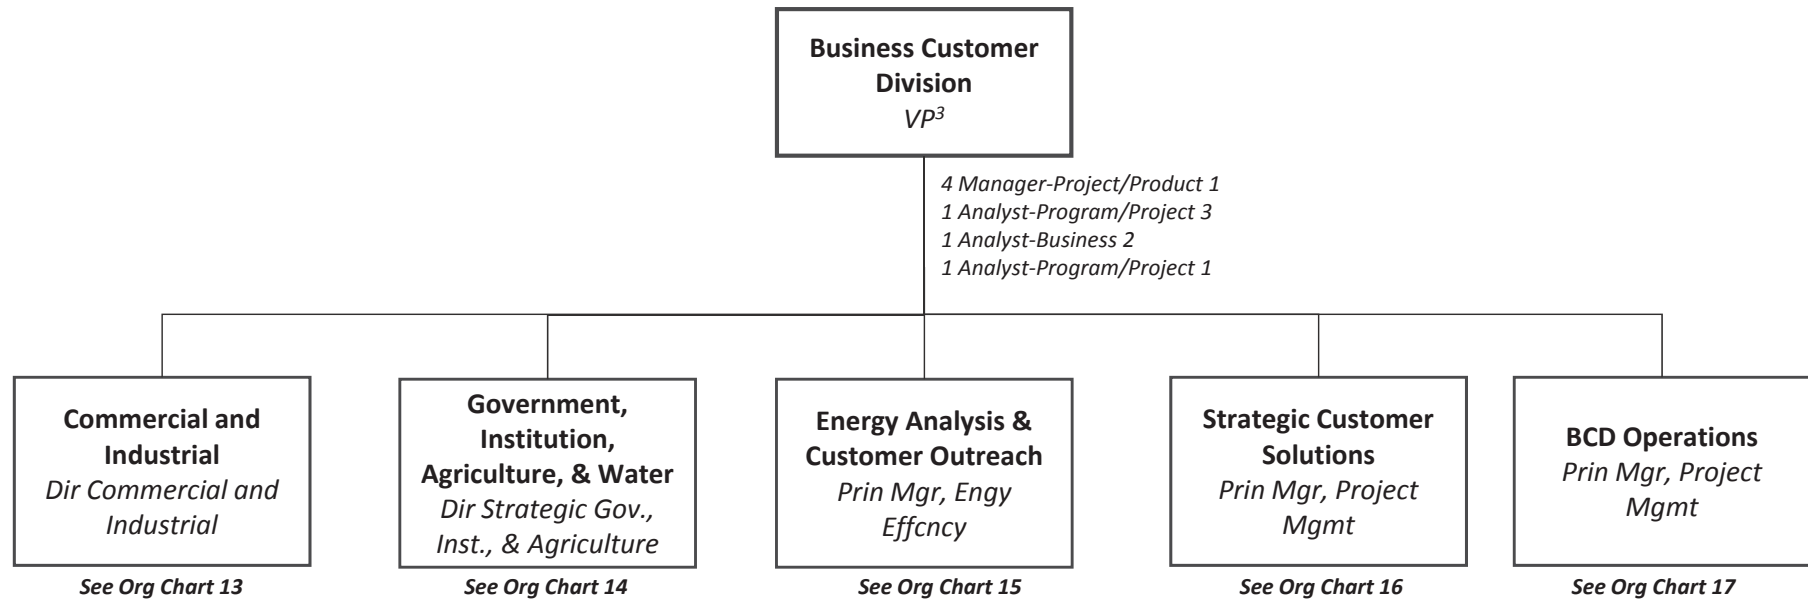 Business Customer
Division
VP³
4 Manager-Project/Product 1
1 Analyst-Program/Project 3
1 Analyst-Business 2
1 Analyst-Program/Project 1
Commercial and
Industrial
Dir Commercial and
Industrial
See Org Chart 13
Government,
Institution,
Agriculture, & Water
Dir Strategic Gov.,
Inst., & Agriculture
See Org Chart 14
Energy Analysis &
Customer Outreach
Prin Mgr, Engy
Effcncy
See Org Chart 15
Strategic Customer
Solutions
Prin Mgr, Project
Mgmt
See Org Chart 16
BCD Operations
Prin Mgr, Project
Mgmt
See Org Chart 17